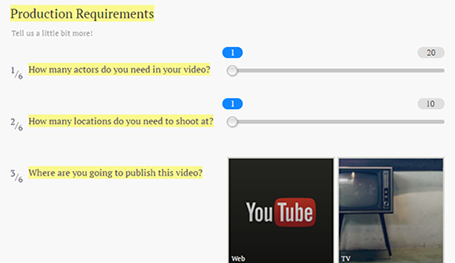 Production Requirements
Tell us a little bit more!
1 20
1/6 How many actors do you need in your video?
1 10
2/6 How many locations do you need to shoot at?
3/6 Where are you going to publish this video?
YouTube
Web TV